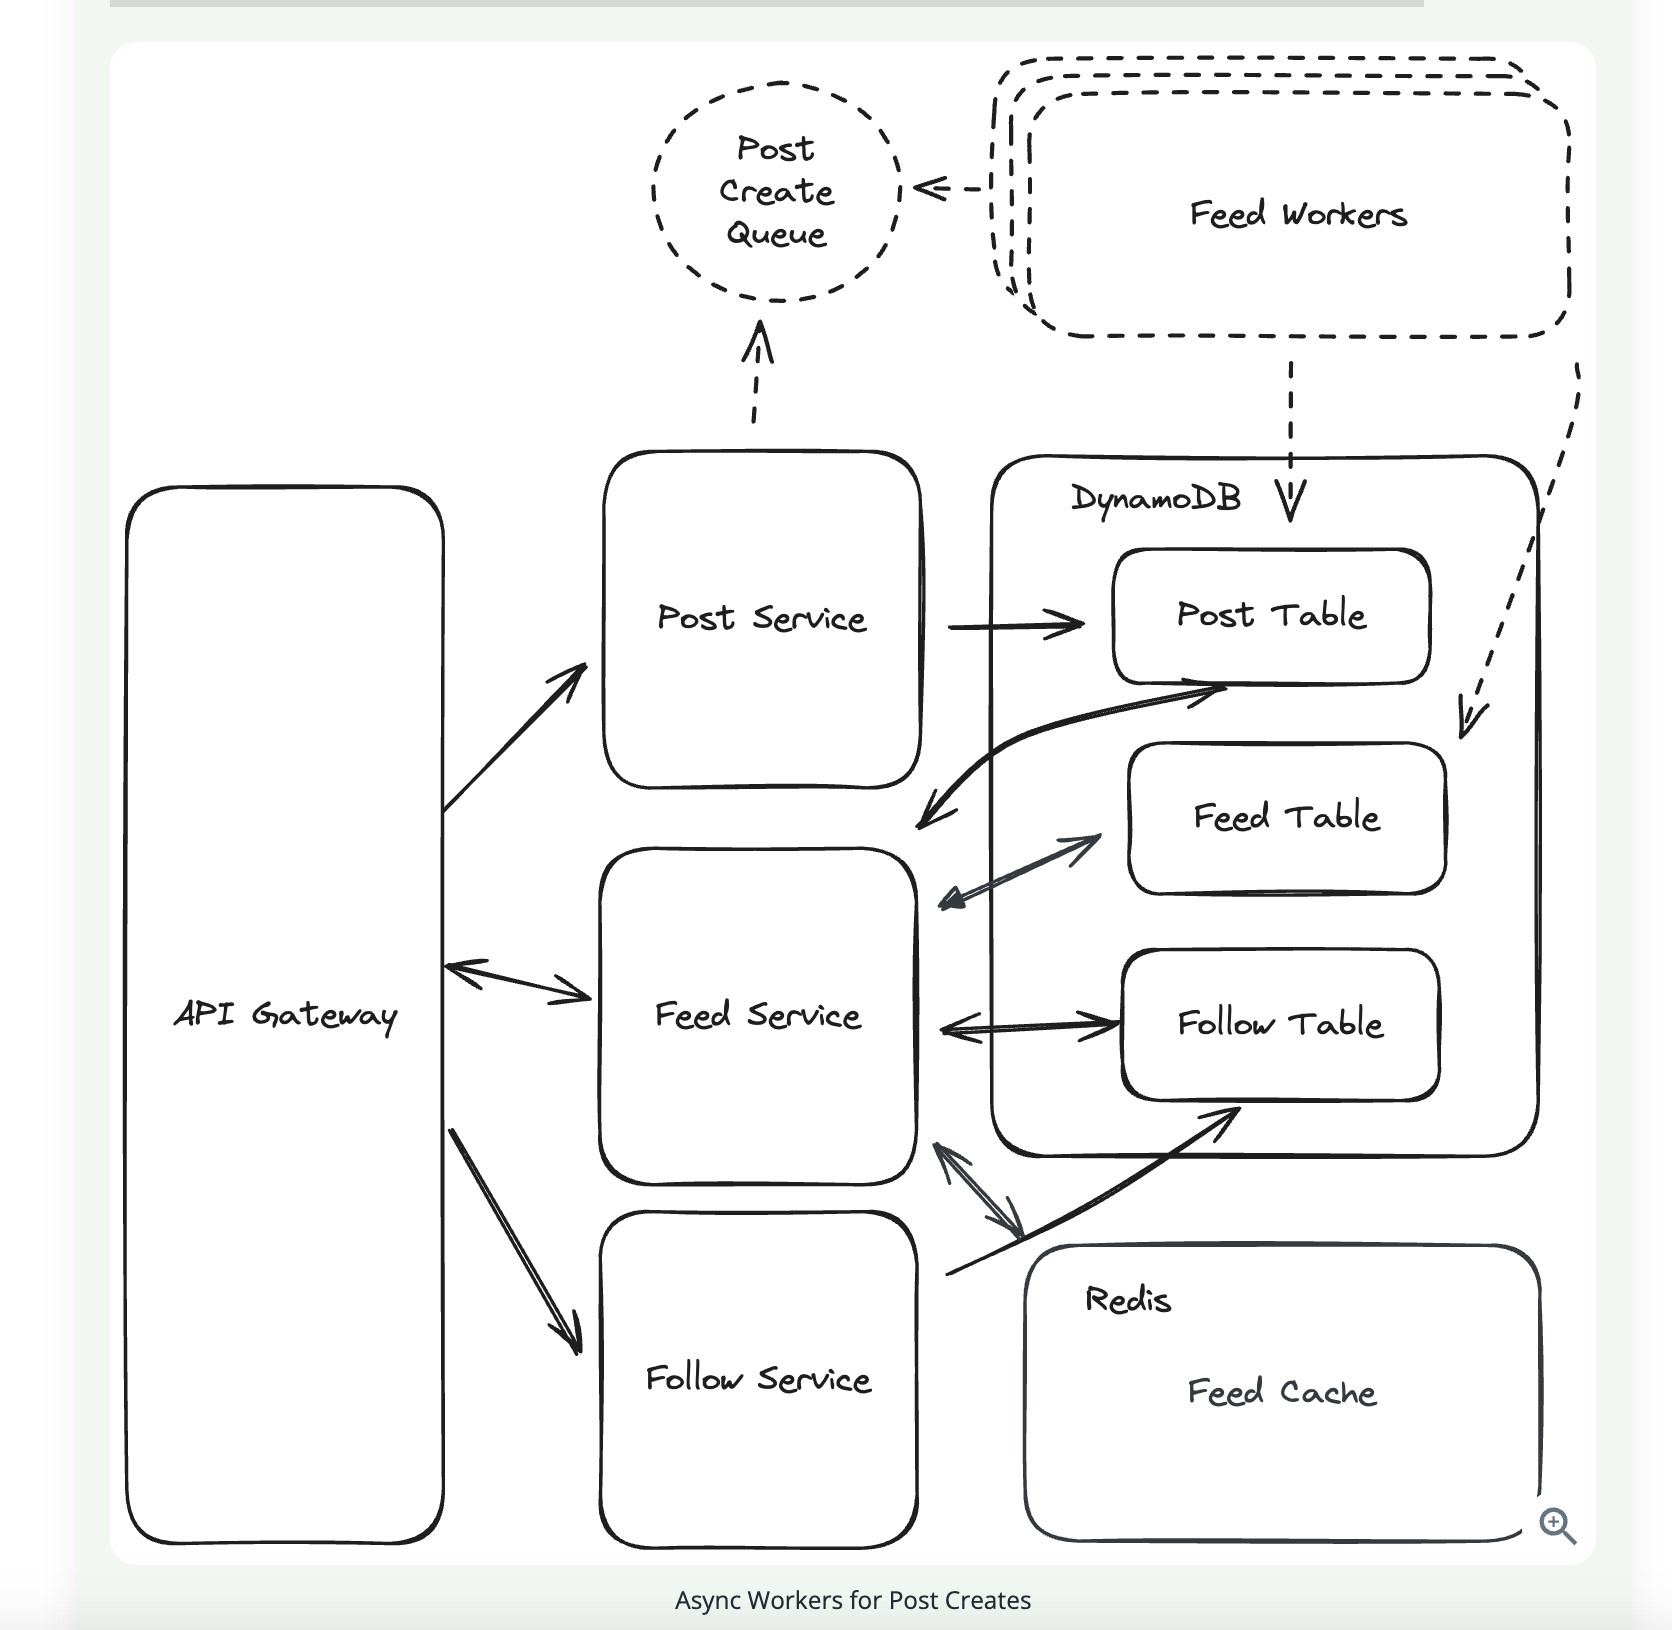 Post
Create
Queue
Feed Workers
DynamoDB
Post Service
Post Table
Feed Table
API Gateway
Feed Service
Follow Table
Redis
Follow Service
Feed Cache
Async Workers for Post Creates